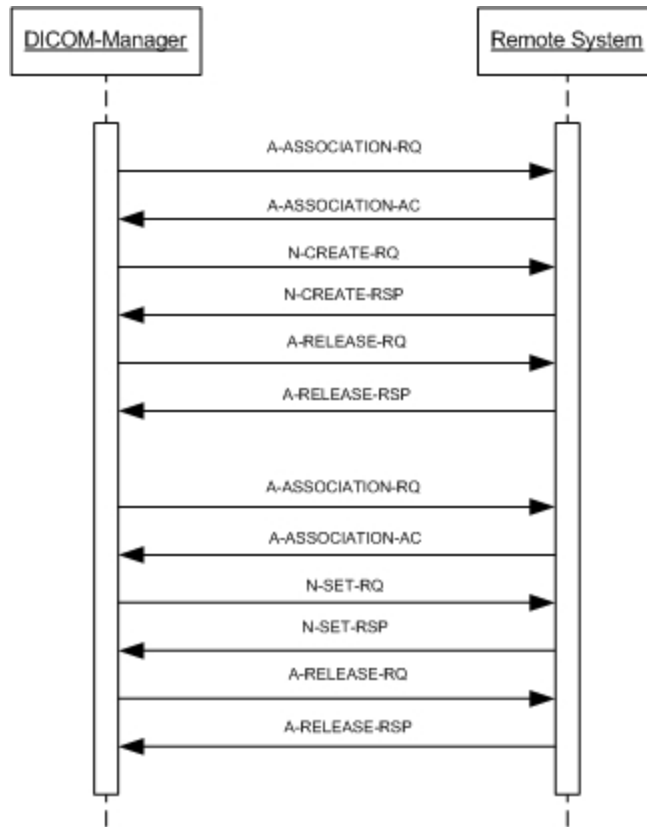 DICOM-Manager
Remote System
A-ASSOCIATION-RQ
A-ASSOCIATION-AC
N-CREATE-RQ
N-CREATE-RSP
A-RELEASE-RQ
A-RELEASE-RSP
A-ASSOCIATION-RQ
A-ASSOCIATION-AC
N-SET-RQ
N-SET-RSP
A-RELEASE-RQ
A-RELEASE-RSP